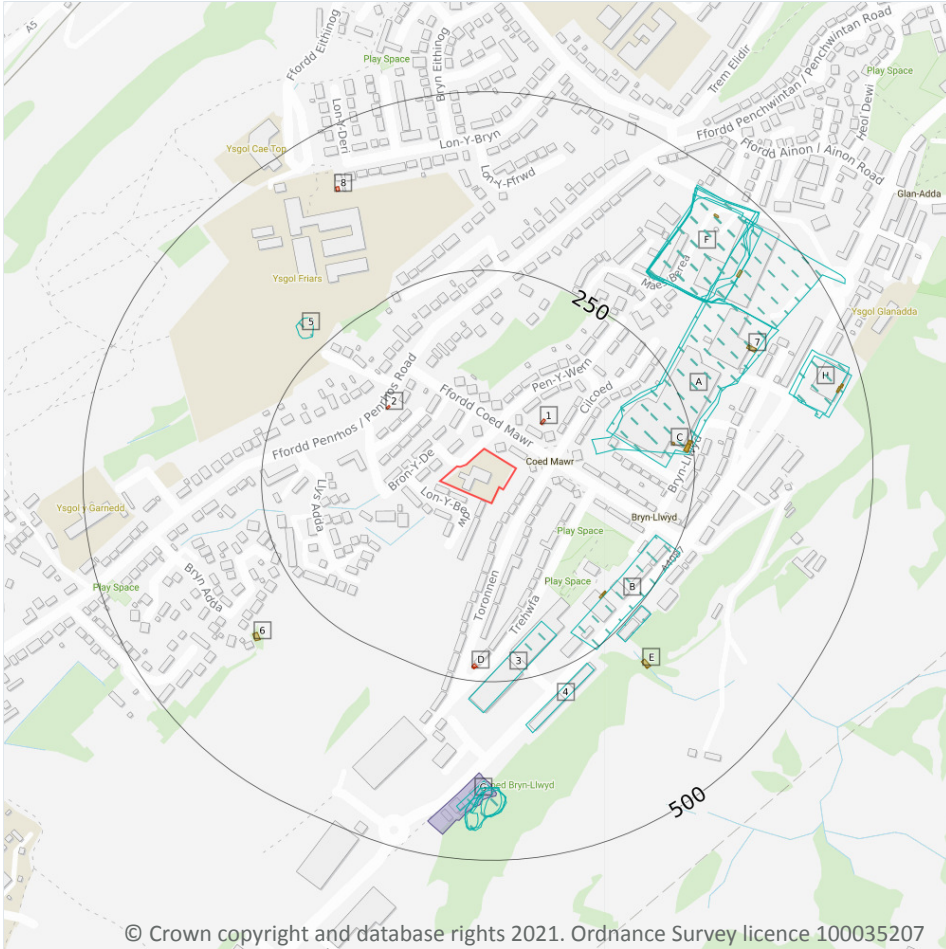 A5
Ffordd Eithinog
Play Space
Bryn Eithinog
Trem Elidir
Ffordd Penchwintan / Penchwintan Road
Play Space
Heol Dewi
Lon-Y-Deri
Ysgol Cae Top
Lon-Y-Bryn
Ffordd Ainon / Ainon Road
Lon-Y-Ffrwd
8
Glan-Adda
F
Ysgol Friars
Maes Berea
250
5
Ysgol Glanadda
7
Pen-Y-Wern
H
A
Ffordd Penrhos / Penrhos Road
2
Ffordd Coed Mawr
Cilcoed
1
C
Bron-Y-De
Coed Mawr
Bryn-Llwyd
Llys Adda
Lon-Y-Bedw
Ysgol y Garnedd
Bryn-Llwyd
Play Space
A4087
Bryn Adda
Play Space
B
Play Space
Toronnen
Trehwfa
6
D
3
E
4
G
Coed Bryn-Llwyd
500
© Crown copyright and database rights 2021. Ordnance Survey licence 100035207